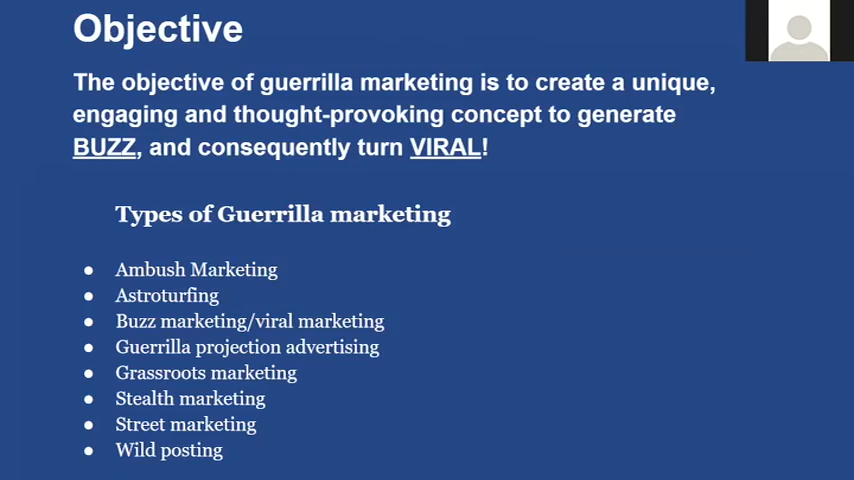 Objective
The objective of guerrilla marketing is to create a unique,
engaging and thought-provoking concept to generate
BUZZ, and consequently turn VIRAL!
Types of Guerrilla marketing
● Ambush Marketing
● Astroturfing
● Buzz marketing/viral marketing
● Guerrilla projection advertising
● Grassroots marketing
● Stealth marketing
● Street marketing
● Wild posting